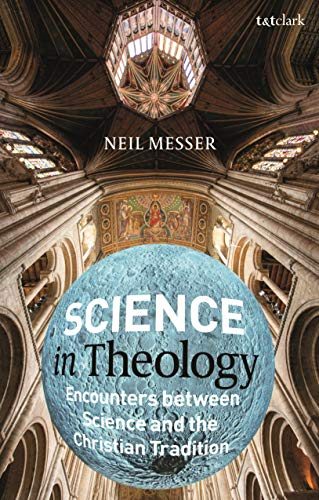 t&tclark
NEIL MESSER
SCIENCE
in Theology
Encounters between
Science and the
Christian Tradition